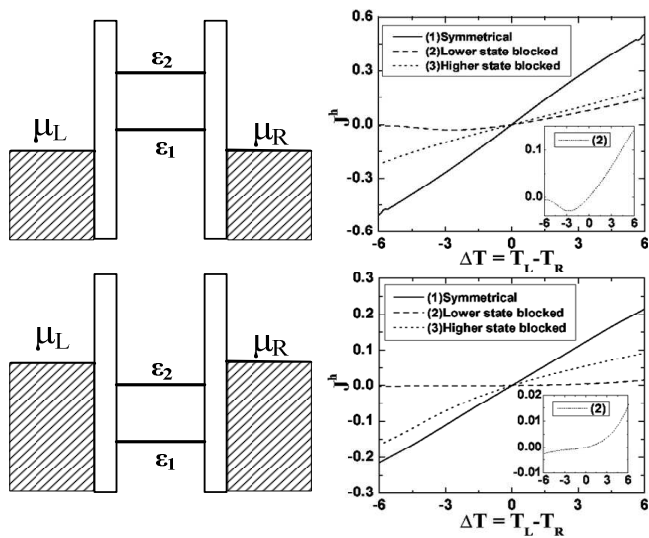 ε₂
μL
μR
ε₁
(1)Symmetrical
(2)Lower state blocked
(3)Higher state blocked
Jʰ
0.6
0.3
0.0
-0.3
-0.6
-6 -3 0 3 6
ΔT = TL-TR
(2)
0.1
0.0
-6 -3 0 3 6
μL
μR
ε₂
ε₁
(1)Symmetrical
(2)Lower state blocked
(3)Higher state blocked
Jʰ
0.3
0.2
0.1
0.0
-0.1
-0.2
-0.3
-6 -3 0 3 6
ΔT = TL-TR
(2)
0.02
0.01
0.00
-0.01
-6 -3 0 3 6